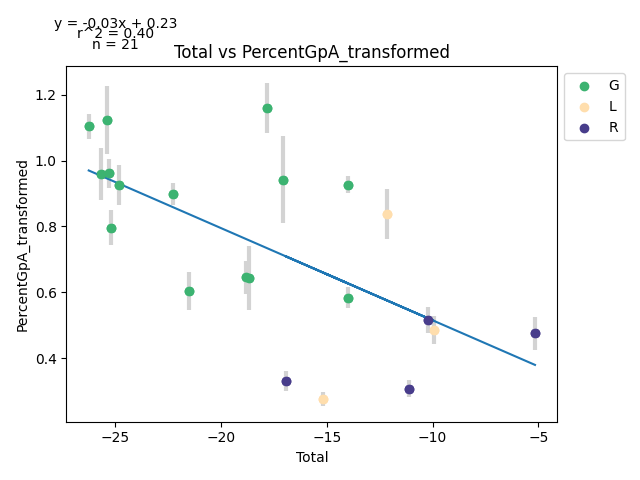 y = -0.03x + 0.23
r^2 = 0.40
n = 21
Total vs PercentGpA_transformed
G
L
R
PercentGpA_transformed
1.2
1.0
0.8
0.6
0.4
−25
−20
−15
−10
−5
Total